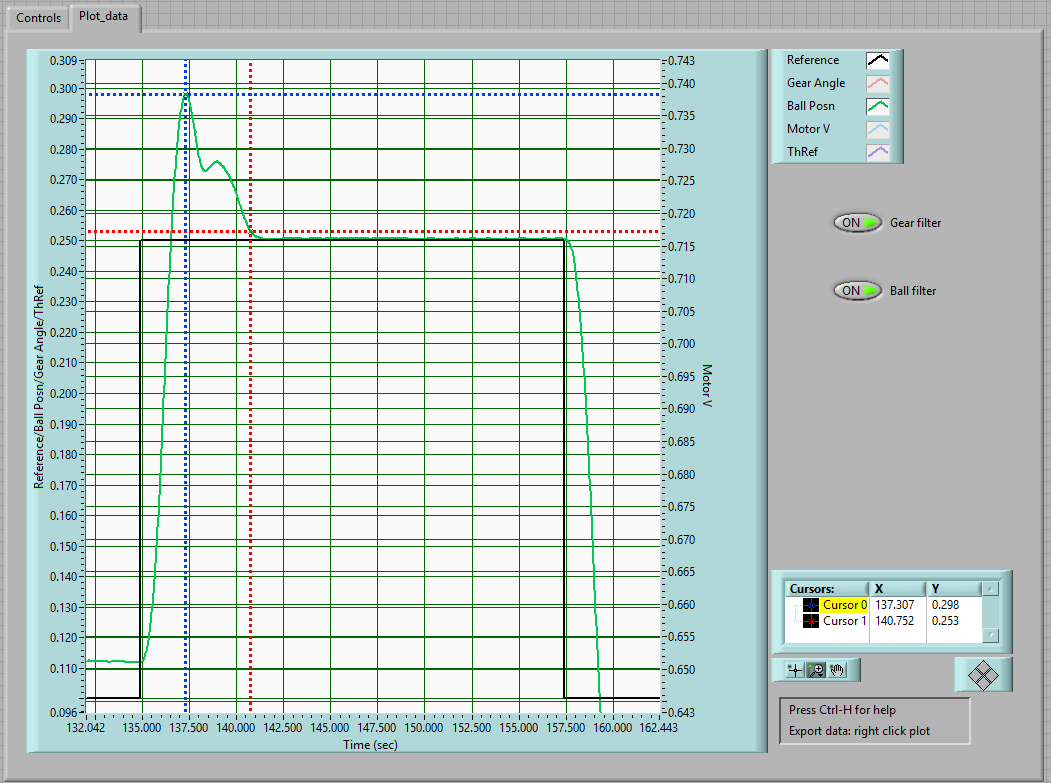 Controls
Plot_data
0.309
0.300
0.290
0.280
0.270
0.260
0.250
0.240
0.230
0.220
0.210
0.200
0.190
0.180
0.170
0.160
0.150
0.140
0.130
0.120
0.110
0.096
Reference/Ball Posn/Gear Angle/ThRef
0.743
0.740
0.735
0.730
0.725
0.720
0.715
0.710
0.705
0.700
0.695
0.690
0.685
0.680
0.675
0.670
0.665
0.660
0.655
0.650
0.643
Motor V
132.042 135.000 137.500 140.000 142.500 145.000 147.500 150.000 152.500 155.000 157.500 160.000 162.443
Time (sec)
Reference
Gear Angle
Ball Posn
Motor V
ThRef
ON Gear filter
ON Ball filter
Cursors: X Y
Cursor 0 137.307 0.298
Cursor 1 140.752 0.253
Press Ctrl-H for help
Export data: right click plot